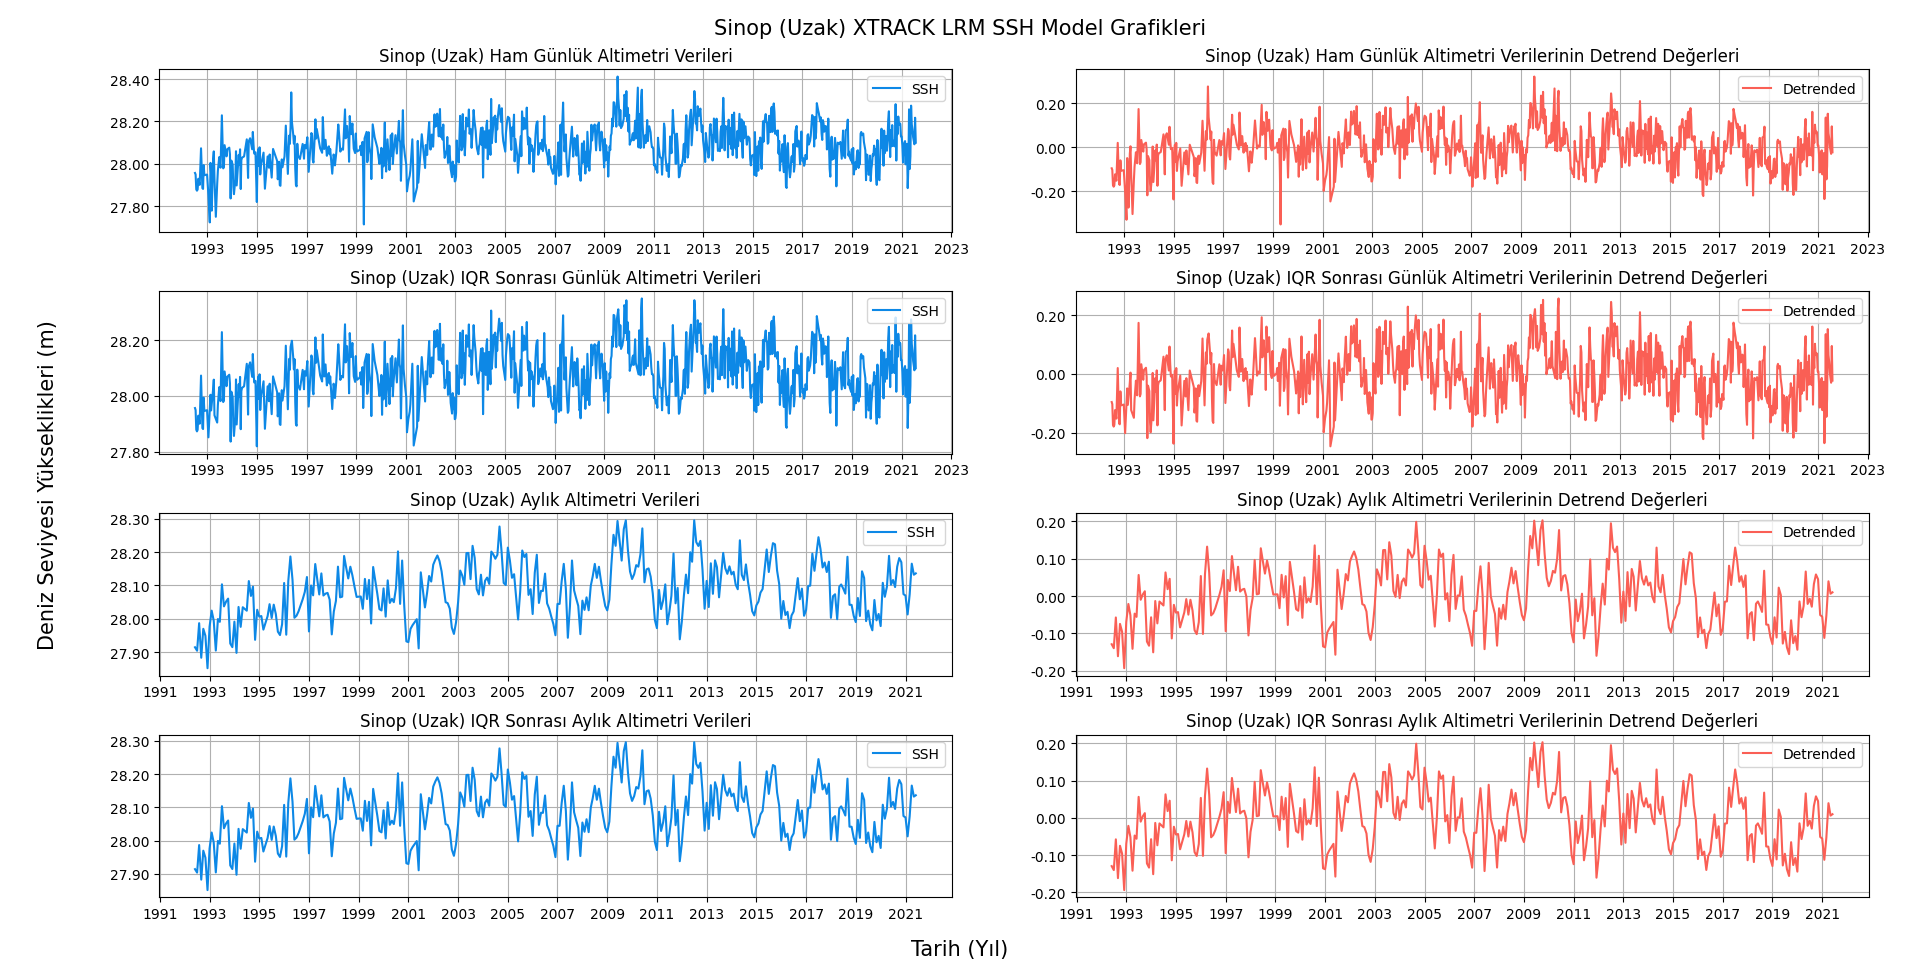 Sinop (Uzak) XTRACK LRM SSH Model Grafikleri
Sinop (Uzak) Ham Günlük Altimetri Verileri
28.40
28.20
28.00
27.80
SSH
1993 1995 1997 1999 2001 2003 2005 2007 2009 2011 2013 2015 2017 2019 2021 2023
Sinop (Uzak) Ham Günlük Altimetri Verilerinin Detrend Değerleri
0.20
0.00
-0.20
Detrended
1993 1995 1997 1999 2001 2003 2005 2007 2009 2011 2013 2015 2017 2019 2021 2023
Sinop (Uzak) IQR Sonrası Günlük Altimetri Verileri
28.20
28.00
27.80
SSH
1993 1995 1997 1999 2001 2003 2005 2007 2009 2011 2013 2015 2017 2019 2021 2023
Sinop (Uzak) IQR Sonrası Günlük Altimetri Verilerinin Detrend Değerleri
0.20
0.00
-0.20
Detrended
1993 1995 1997 1999 2001 2003 2005 2007 2009 2011 2013 2015 2017 2019 2021 2023
Sinop (Uzak) Aylık Altimetri Verileri
28.30
28.20
28.10
28.00
27.90
SSH
1991 1993 1995 1997 1999 2001 2003 2005 2007 2009 2011 2013 2015 2017 2019 2021
Sinop (Uzak) Aylık Altimetri Verilerinin Detrend Değerleri
0.20
0.10
0.00
-0.10
-0.20
Detrended
1991 1993 1995 1997 1999 2001 2003 2005 2007 2009 2011 2013 2015 2017 2019 2021
Sinop (Uzak) IQR Sonrası Aylık Altimetri Verileri
28.30
28.20
28.10
28.00
27.90
SSH
1991 1993 1995 1997 1999 2001 2003 2005 2007 2009 2011 2013 2015 2017 2019 2021
Sinop (Uzak) IQR Sonrası Aylık Altimetri Verilerinin Detrend Değerleri
0.20
0.10
0.00
-0.10
-0.20
Detrended
1991 1993 1995 1997 1999 2001 2003 2005 2007 2009 2011 2013 2015 2017 2019 2021
Deniz Seviyesi Yükseklikleri (m)
Tarih (Yıl)